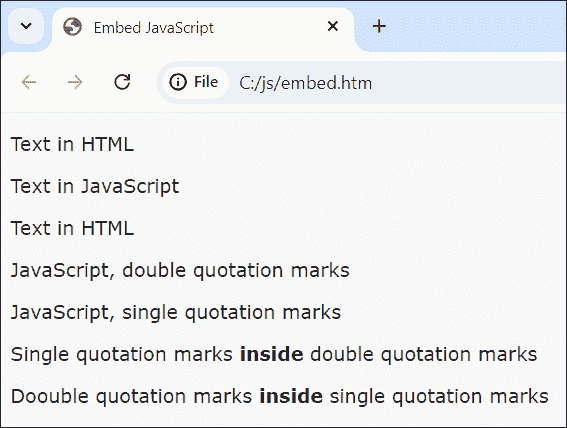 Embed JavaScript
File C:/js/embed.htm
Text in HTML
Text in JavaScript
Text in HTML
JavaScript, double quotation marks
JavaScript, single quotation marks
Single quotation marks inside double quotation marks
Doouble quotation marks inside single quotation marks